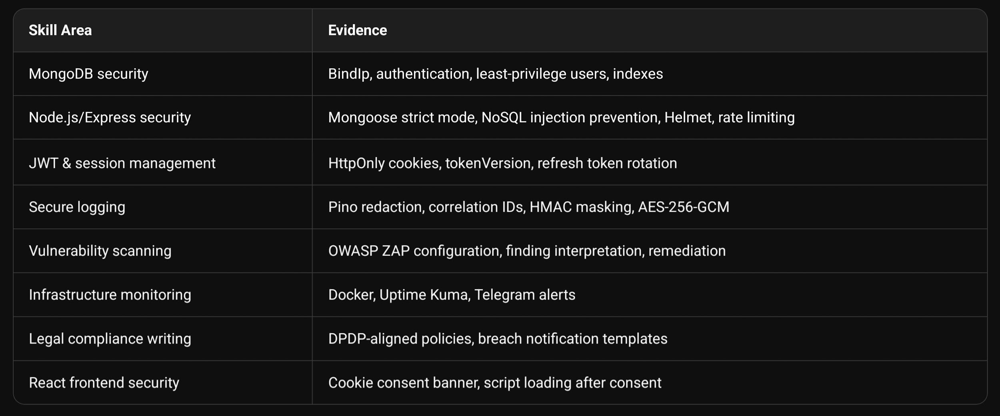 Skill Area
Evidence
MongoDB security
BindIp, authentication, least-privilege users, indexes
Node.js/Express security
Mongoose strict mode, NoSQL injection prevention, Helmet, rate limiting
JWT & session management
HttpOnly cookies, tokenVersion, refresh token rotation
Secure logging
Pino redaction, correlation IDs, HMAC masking, AES-256-GCM
Vulnerability scanning
OWASP ZAP configuration, finding interpretation, remediation
Infrastructure monitoring
Docker, Uptime Kuma, Telegram alerts
Legal compliance writing
DPDP-aligned policies, breach notification templates
React frontend security
Cookie consent banner, script loading after consent